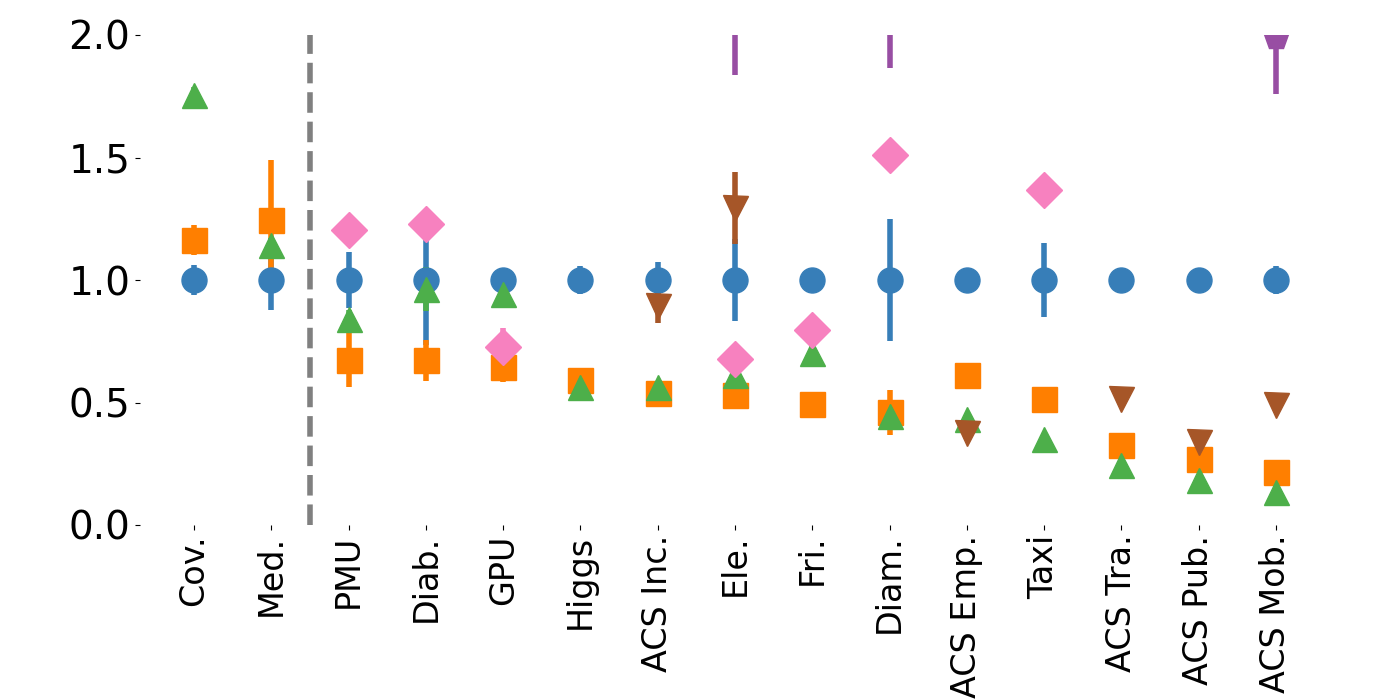 2.0
1.5
1.0
0.5
0.0
Cov.
Med.
PMU
Diab.
GPU
Higgs
ACS Inc.
Ele.
Fri.
Diam.
ACS Emp.
Taxi
ACS Tra.
ACS Pub.
ACS Mob.